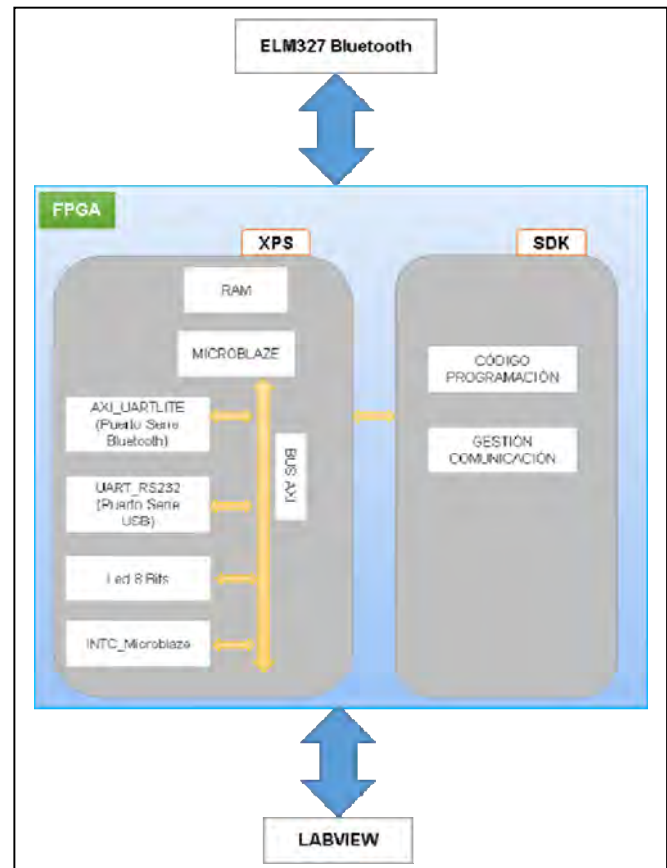 ELM327 Bluetooth
FPGA
XPS
RAM
MICROBLAZE
AXI_UARTLITE
(Puerto Serie
Bluetooth)
UART_RS232
(Puerto Serie
USB)
Led 8 Bits
INTC_Microblaze
BUS AXI
SDK
CÓDIGO
PROGRAMACIÓN
GESTIÓN
COMUNICACIÓN
LABVIEW